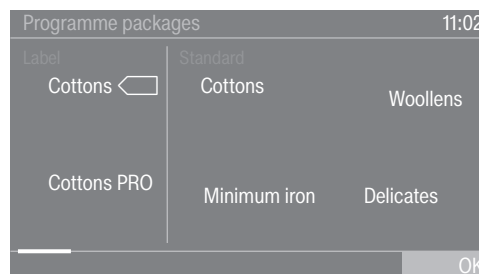 Programme packages 11:02
Label Standard
Cottons Cottons Woollens
Cottons PRO Minimum iron Delicates
OK